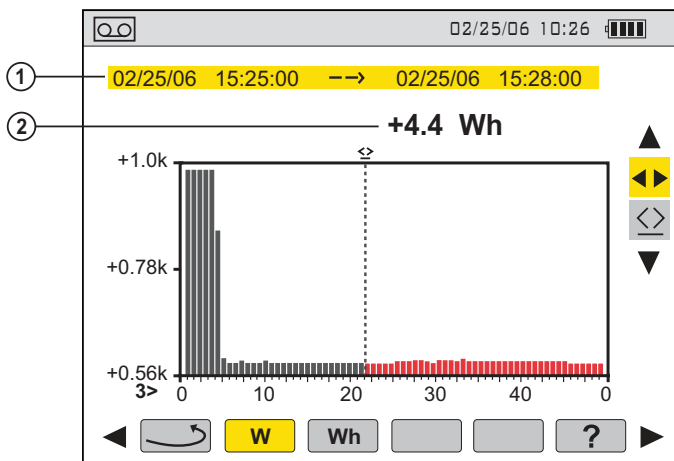 02/25/06 10:26
1 02/25/06 15:25:00 --> 02/25/06 15:28:00
2 +4.4 Wh
<>
+1.0k
<>
+0.78k
+0.56k
3> 0 10 20 30 40 0
W Wh ?